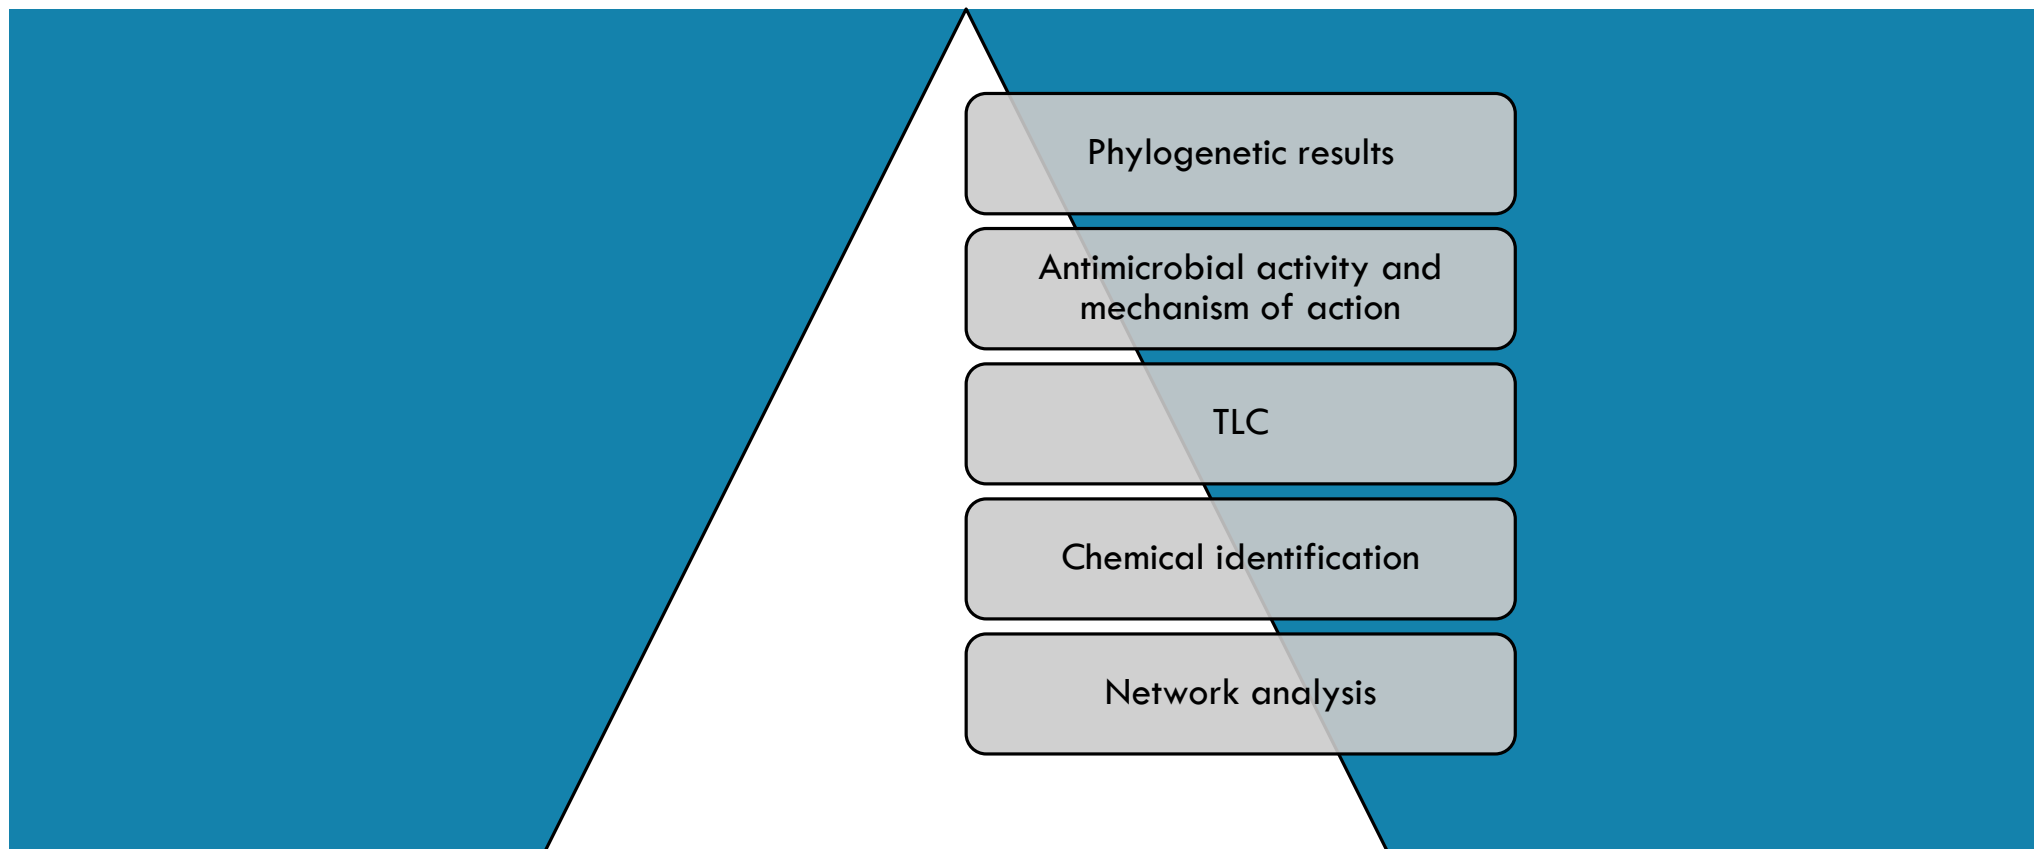 Phylogenetic results
Antimicrobial activity and
mechanism of action
TLC
Chemical identification
Network analysis